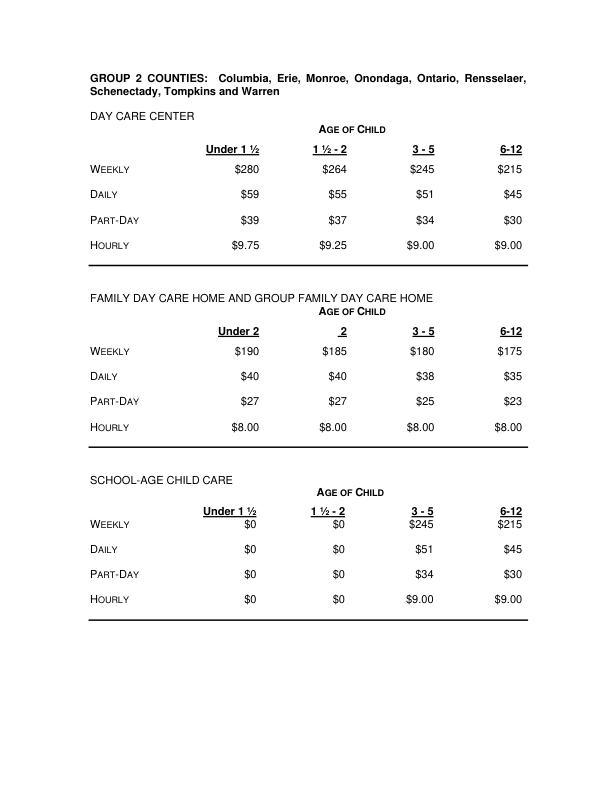 GROUP 2 COUNTIES: Columbia, Erie, Monroe, Onondaga, Ontario, Rensselaer,
Schenectady, Tompkins and Warren
DAY CARE CENTER
AGE OF CHILD
Under 1 ½ 1 ½ - 2 3 - 5 6-12
WEEKLY $280 $264 $245 $215
DAILY $59 $55 $51 $45
PART-DAY $39 $37 $34 $30
HOURLY $9.75 $9.25 $9.00 $9.00
FAMILY DAY CARE HOME AND GROUP FAMILY DAY CARE HOME
AGE OF CHILD
Under 2 2 3 - 5 6-12
WEEKLY $190 $185 $180 $175
DAILY $40 $40 $38 $35
PART-DAY $27 $27 $25 $23
HOURLY $8.00 $8.00 $8.00 $8.00
SCHOOL-AGE CHILD CARE
AGE OF CHILD
Under 1 ½ 1 ½ - 2 3 - 5 6-12
WEEKLY $0 $0 $245 $215
DAILY $0 $0 $51 $45
PART-DAY $0 $0 $34 $30
HOURLY $0 $0 $9.00 $9.00